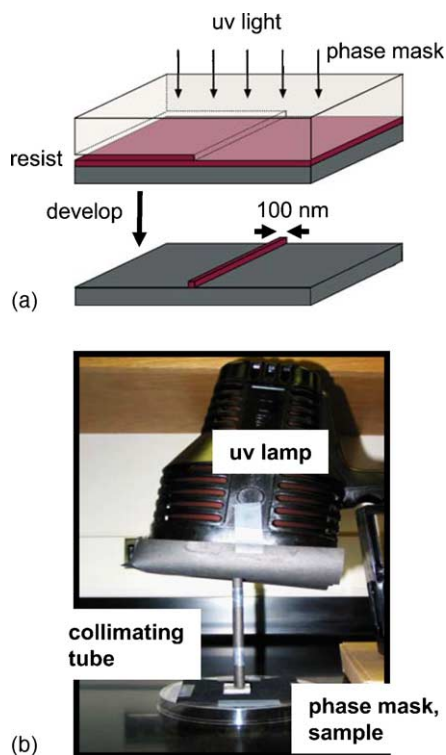 uv light
phase mask
resist
develop
100 nm
(a)
uv lamp
collimating
tube
phase mask,
sample
(b)